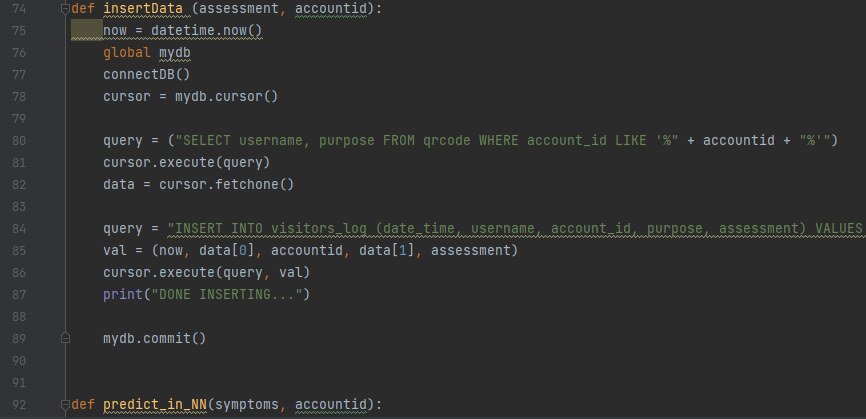 74 def insertData (assessment, accountid):
75 now = datetime.now()
76 global mydb
77 connectDB()
78 cursor = mydb.cursor()
79
80 query = ("SELECT username, purpose FROM qrcode WHERE account_id LIKE '%" + accountid + "%'")
81 cursor.execute(query)
82 data = cursor.fetchone()
83
84 query = "INSERT INTO visitors_log (date_time, username, account_id, purpose, assessment) VALUES
85 val = (now, data[0], accountid, data[1], assessment)
86 cursor.execute(query, val)
87 print("DONE INSERTING...")
88
89 mydb.commit()
90
91
92 def predict_in_NN(symptoms, accountid):